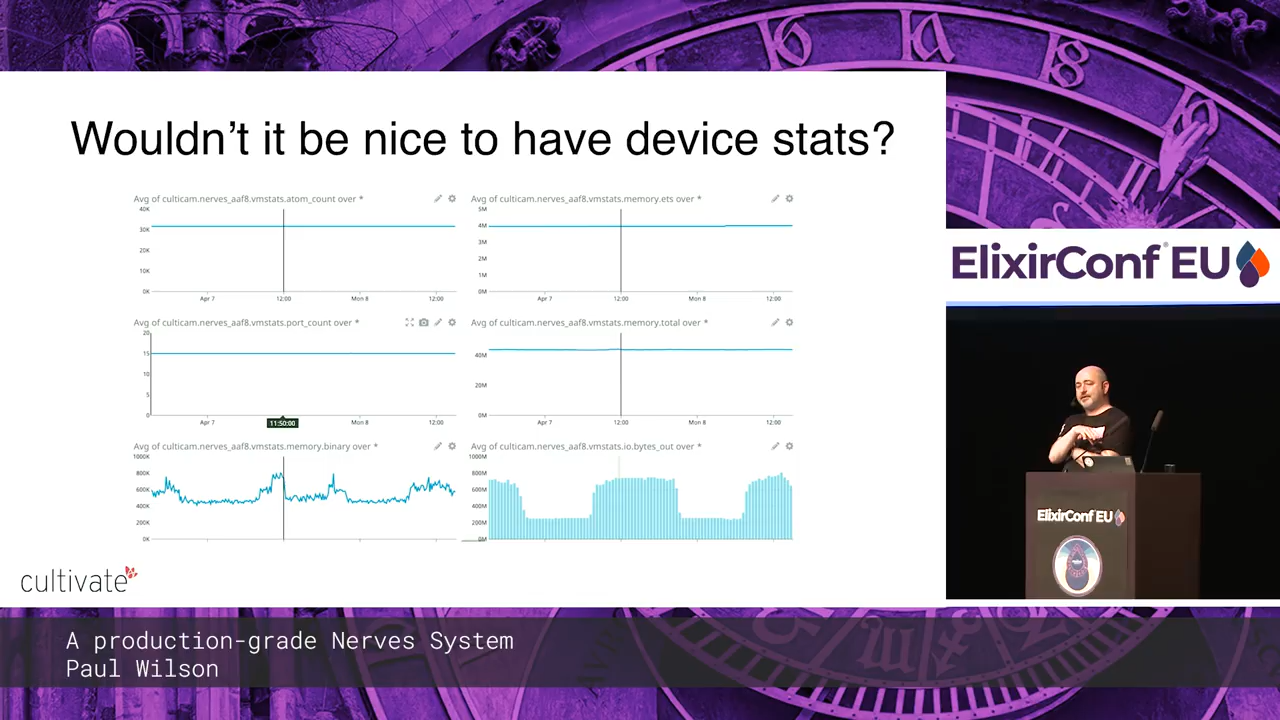 Wouldn't it be nice to have device stats?
Avg of culticam.nerves_aaf8.vmstats.atom_count over *
40K
30K
20K
10K
0K
Apr 7
12:00
Mon 8
12:00
Avg of culticam.nerves_aaf8.vmstats.memory.ets over *
5M
4M
3M
2M
1M
0M
Apr 7
12:00
Mon 8
12:00
Avg of culticam.nerves_aaf8.vmstats.port_count over *
20
15
10
5
0
Apr 7
11:50:00
Mon 8
12:00
Avg of culticam.nerves_aaf8.vmstats.memory.total over *
40M
20M
0M
Apr 7
12:00
Mon 8
12:00
Avg of culticam.nerves_aaf8.vmstats.memory.binary over *
1000K
800K
600K
400K
200K
0K
Avg of culticam.nerves_aaf8.vmstats.io.bytes_out over *
1000M
800M
600M
400M
200M
0M
cultivate
ElixirConf® EU
ElixirConf EU
A production-grade Nerves System
Paul Wilson